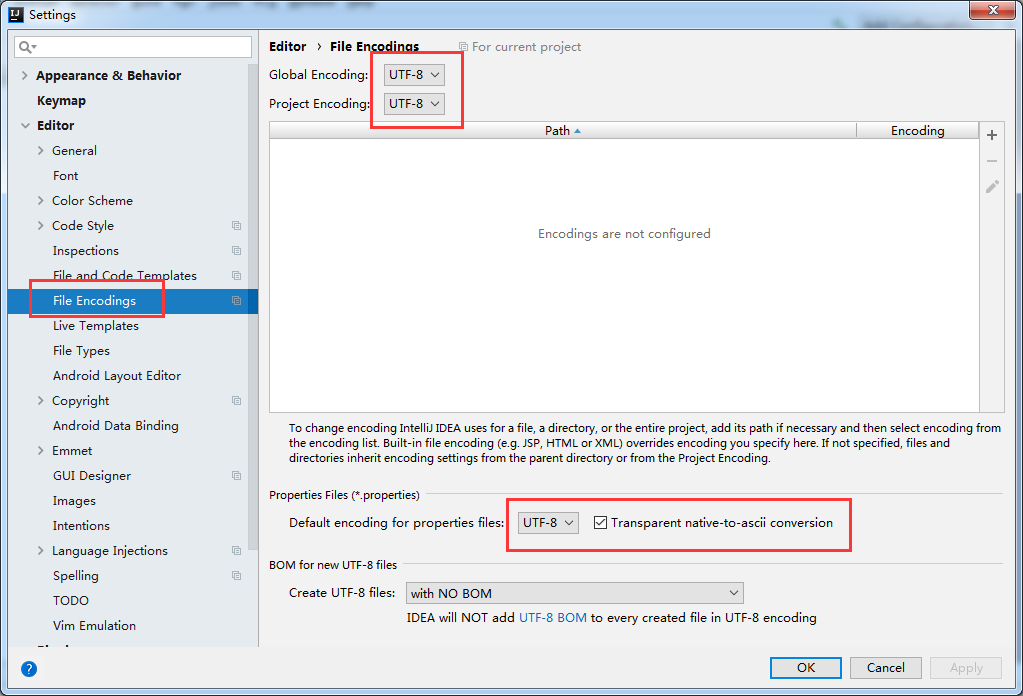 Settings
Appearance & Behavior
Keymap
Editor
General
Font
Color Scheme
Code Style
Inspections
File and Code Templates
File Encodings
Live Templates
File Types
Android Layout Editor
Copyright
Android Data Binding
Emmet
GUI Designer
Images
Intentions
Language Injections
Spelling
TODO
Vim Emulation
Editor › File Encodings For current project
Global Encoding: UTF-8
Project Encoding: UTF-8
Path Encoding
Encodings are not configured
To change encoding IntelliJ IDEA uses for a file, a directory, or the entire project, add its path if necessary and then select encoding from
the encoding list. Built-in file encoding (e.g. JSP, HTML or XML) overrides encoding you specify here. If not specified, files and
directories inherit encoding settings from the parent directory or from the Project Encoding.
Properties Files (*.properties)
Default encoding for properties files: UTF-8 Transparent native-to-ascii conversion
BOM for new UTF-8 files
Create UTF-8 files: with NO BOM
IDEA will NOT add UTF-8 BOM to every created file in UTF-8 encoding
? OK Cancel Apply